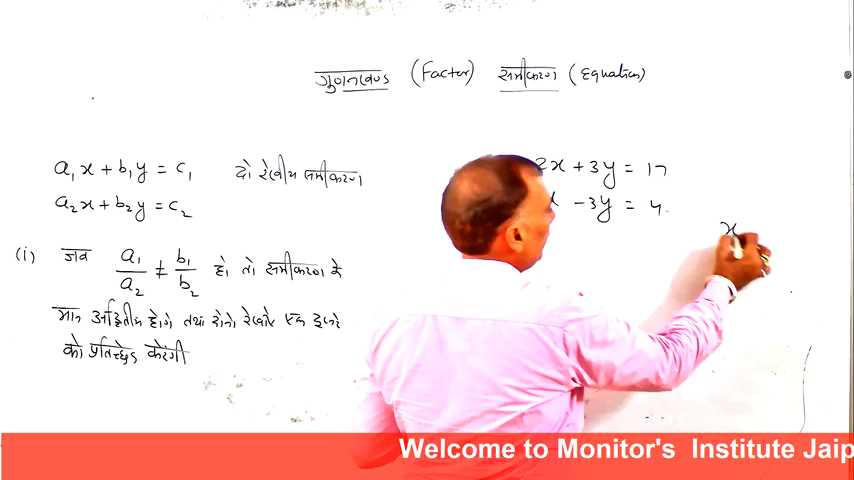 गुणनखण्ड (Factor) समीकरण (Equation)
a₁x + b₁y = c₁ दो रेखीय समीकरण
a₂x + b₂y = c₂
(i) जब a₁/a₂ ≠ b₁/b₂ हो तो समीकरण के
मान अद्वितीय होंगे तथा दोनो रेखाएं एक दूसरे
को प्रतिच्छेद करेंगी
2x + 3y = 17
x - 3y = 4
x
Welcome to Monitor's Institute Jaip